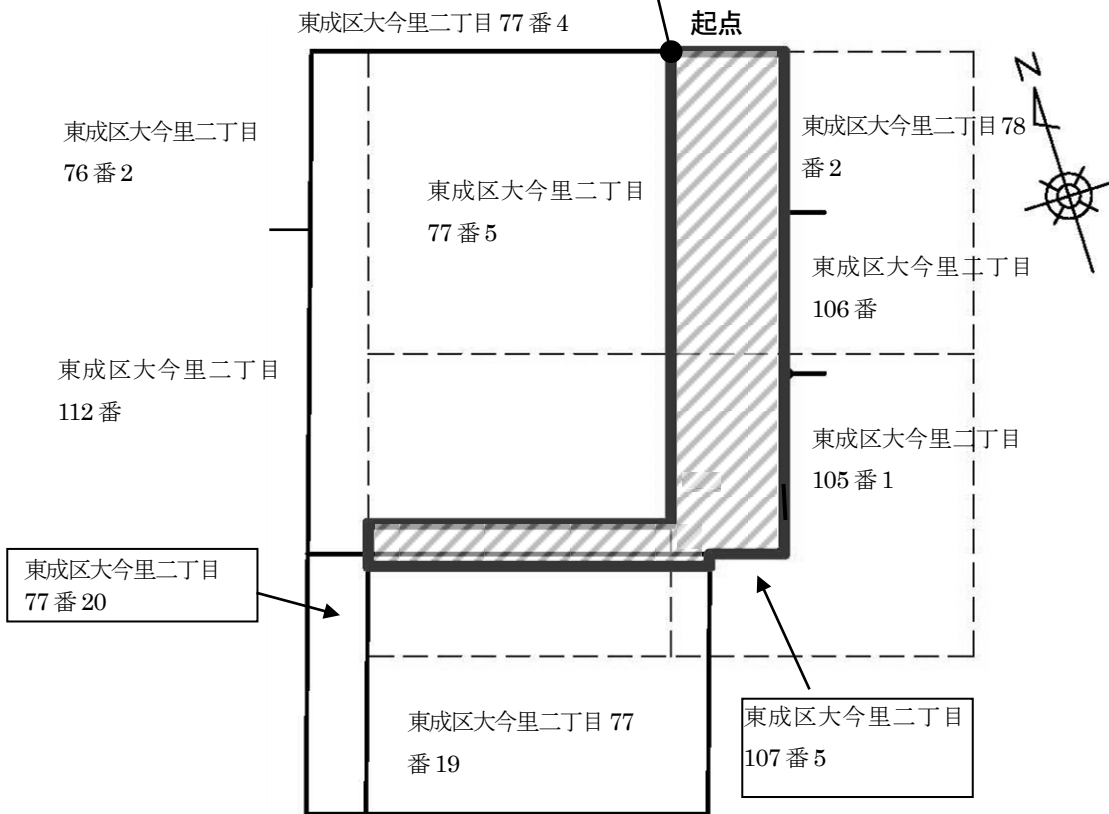 東成区大今里二丁目 77 番 4
起点
東成区大今里二丁目
76 番 2
東成区大今里二丁目 78
番 2
N
東成区大今里二丁目
77 番 5
東成区大今里二丁目
106 番
東成区大今里二丁目
112 番
東成区大今里二丁目
105 番 1
東成区大今里二丁目
77 番 20
東成区大今里二丁目 77
番 19
東成区大今里二丁目
107 番 5